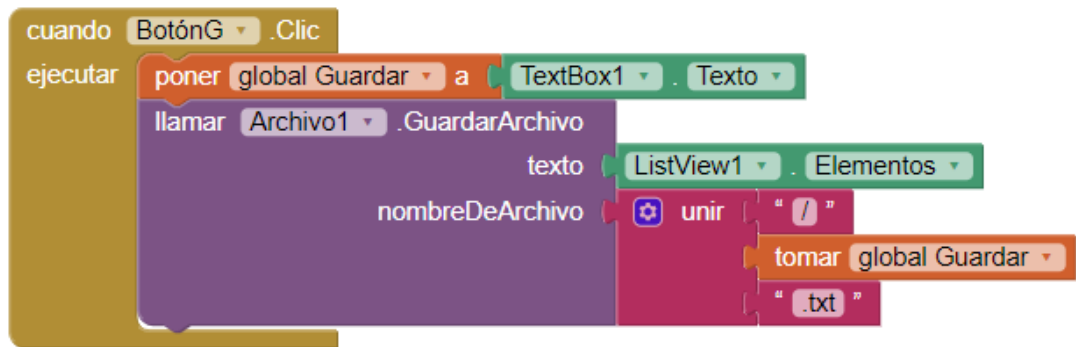 cuando BotónG .Clic
ejecutar poner global Guardar a TextBox1 . Texto
llamar Archivo1 .GuardarArchivo
texto ListView1 . Elementos
nombreDeArchivo unir “ / ”
tomar global Guardar
“ .txt ”